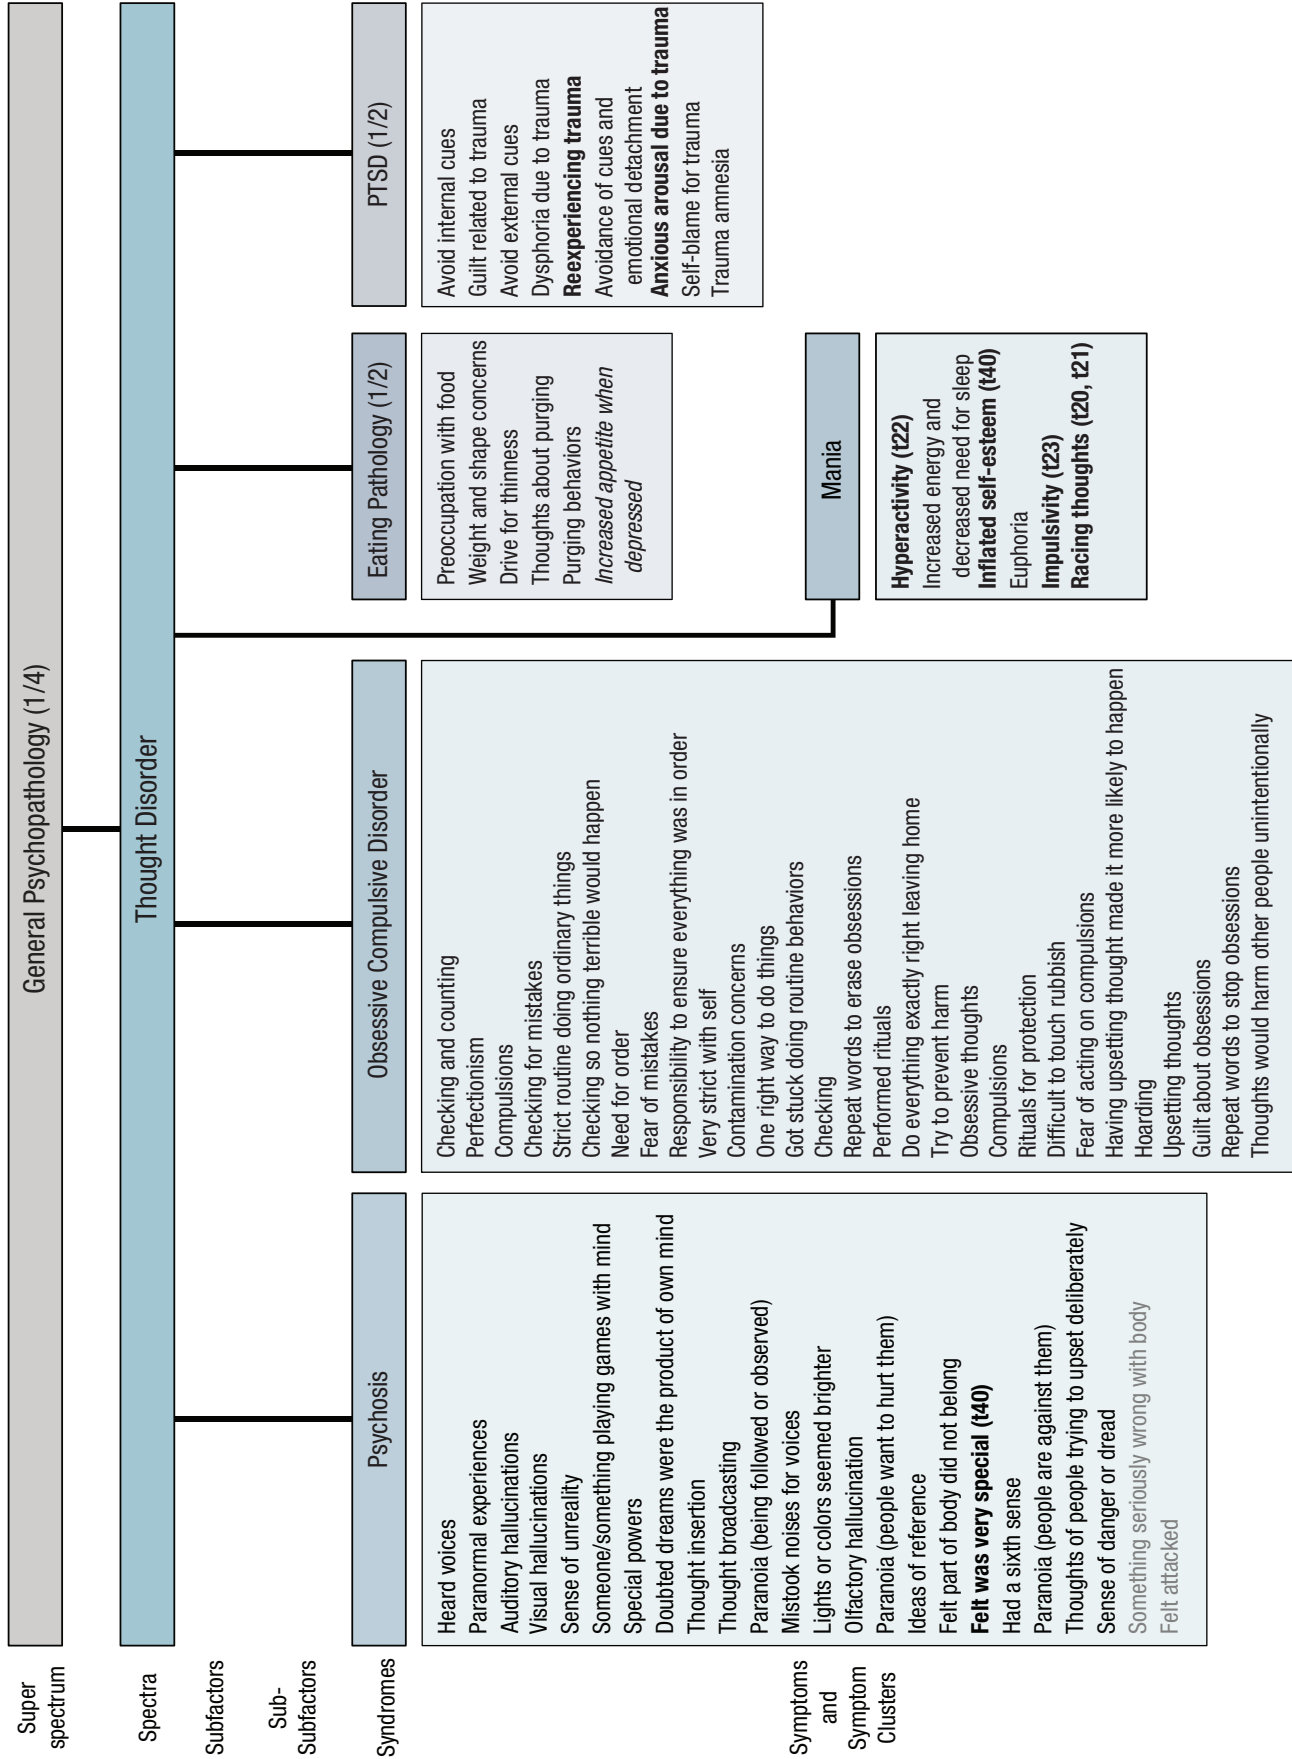 Super
spectrum
General Psychopathology (1/4)
Spectra
Thought Disorder
Subfactors
Sub-
Subfactors
Syndromes
Psychosis
Obsessive Compulsive Disorder
Eating Pathology (1/2)
PTSD (1/2)
Symptoms
and
Symptom
Clusters
Heard voices
Paranormal experiences
Auditory hallucinations
Visual hallucinations
Sense of unreality
Someone/something playing games with mind
Special powers
Doubted dreams were the product of own mind
Thought insertion
Thought broadcasting
Paranoia (being followed or observed)
Mistook noises for voices
Lights or colors seemed brighter
Olfactory hallucination
Paranoia (people want to hurt them)
Ideas of reference
Felt part of body did not belong
Felt was very special (t40)
Had a sixth sense
Paranoia (people are against them)
Thoughts of people trying to upset deliberately
Sense of danger or dread
Something seriously wrong with body
Felt attacked
Checking and counting
Perfectionism
Compulsions
Checking for mistakes
Strict routine doing ordinary things
Checking so nothing terrible would happen
Need for order
Fear of mistakes
Responsibility to ensure everything was in order
Very strict with self
Contamination concerns
One right way to do things
Got stuck doing routine behaviors
Checking
Repeat words to erase obsessions
Performed rituals
Do everything exactly right leaving home
Try to prevent harm
Obsessive thoughts
Compulsions
Rituals for protection
Difficult to touch rubbish
Fear of acting on compulsions
Having upsetting thought made it more likely to happen
Hoarding
Upsetting thoughts
Guilt about obsessions
Repeat words to stop obsessions
Thoughts would harm other people unintentionally
Preoccupation with food
Weight and shape concerns
Drive for thinness
Thoughts about purging
Purging behaviors
Increased appetite when
depressed
Mania
Hyperactivity (t22)
Increased energy and
decreased need for sleep
Inflated self-esteem (t40)
Euphoria
Impulsivity (t23)
Racing thoughts (t20, t21)
Avoid internal cues
Guilt related to trauma
Avoid external cues
Dysphoria due to trauma
Reexperiencing trauma
Avoidance of cues and
emotional detachment
Anxious arousal due to trauma
Self-blame for trauma
Trauma amnesia